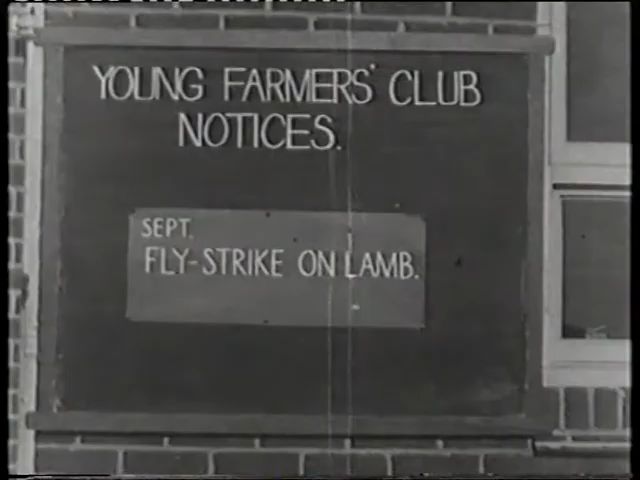 YOUNG FARMERS' CLUB
NOTICES.
SEPT.
FLY-STRIKE ON LAMB.